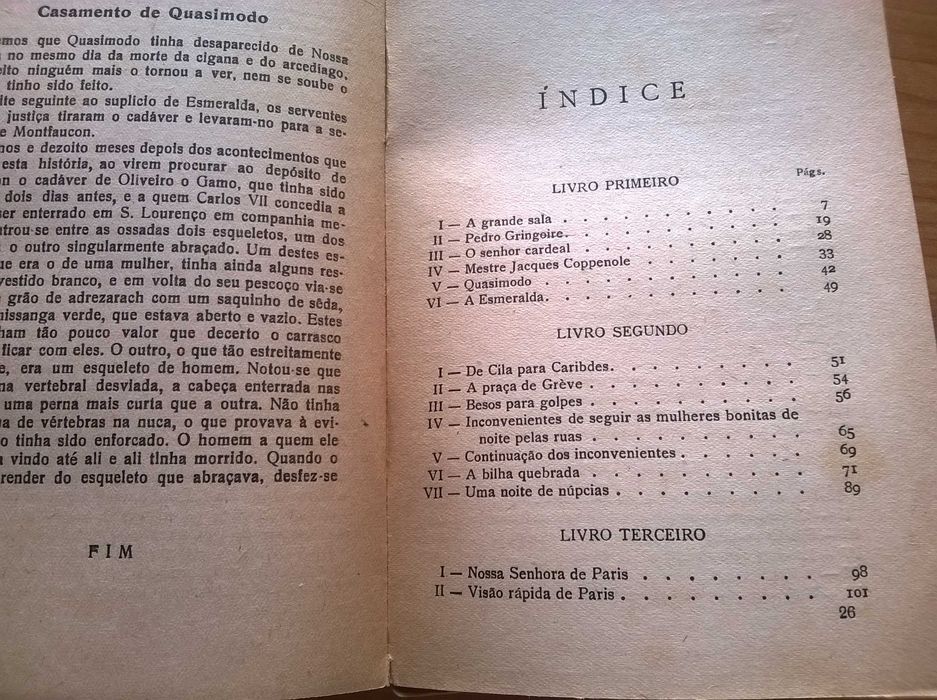 Casamento de Quasimodo
emos que Quasimodo tinha desaparecido de Nossa
no mesmo dia da morte da cigana e do arcediago,
eito ninguém mais o tornou a ver, nem se soube o
tinho sido feito.
ite seguinte ao suplicio de Esmeralda, os serventes
justiça tiraram o cadáver e levaram-no para a se-
e Montfaucon.
nos e dezoito meses depois dos acontecimentos que
esta história, ao virem procurar ao depósito de
n o cadáver de Oliveiro o Gamo, que tinha sido
dois dias antes, e a quem Carlos VII concedia a
ser enterrado em S. Lourenço em companhia me-
ntrou-se entre as ossadas dois esqueletos, um dos
o outro singularmente abraçado. Um destes es-
ue era o de uma mulher, tinha ainda alguns res-
vestido branco, e em volta do seu pescoço via-se
grão de adrezarach com um saquinho de sêda,
nissanga verde, que estava aberto e vazio. Estes
ham tão pouco valor que decerto o carrasco
ficar com eles. O outro, o que tão estreitamente
e, era um esqueleto de homem. Notou-se que
na vertebral desviada, a cabeça enterrada nas
uma perna mais curta que a outra. Não tinha
a de vértebras na nuca, o que provava à evi-
o tinha sido enforcado. O homem a quem ele
vindo até ali e ali tinha morrido. Quando o
render do esqueleto que abraçava, desfez-se
FIM
ÍNDICE
Págs.
LIVRO PRIMEIRO
I — A grande sala . . . . . . . . . . 7
II — Pedro Gringoire. . . . . . . . . . 19
III — O senhor cardeal . . . . . . . . . 28
IV — Mestre Jacques Coppenole . . . . . . 33
V — Quasimodo . . . . . . . . . . . 42
VI — A Esmeralda. . . . . . . . . . . 49
LIVRO SEGUNDO
I — De Cila para Caribdes. . . . . . . . . 51
II — A praça de Grève . . . . . . . . . 54
III — Besos para golpes . . . . . . . . . 56
IV — Inconvenientes de seguir as mulheres bonitas de
noite pelas ruas . . . . . . . . . 65
V — Continuação dos inconvenientes . . . . . 69
VI — A bilha quebrada . . . . . . . . . 71
VII — Uma noite de núpcias . . . . . . . . 89
LIVRO TERCEIRO
I — Nossa Senhora de Paris . . . . . . . 98
II — Visão rápida de Paris . . . . . . . . 101
26